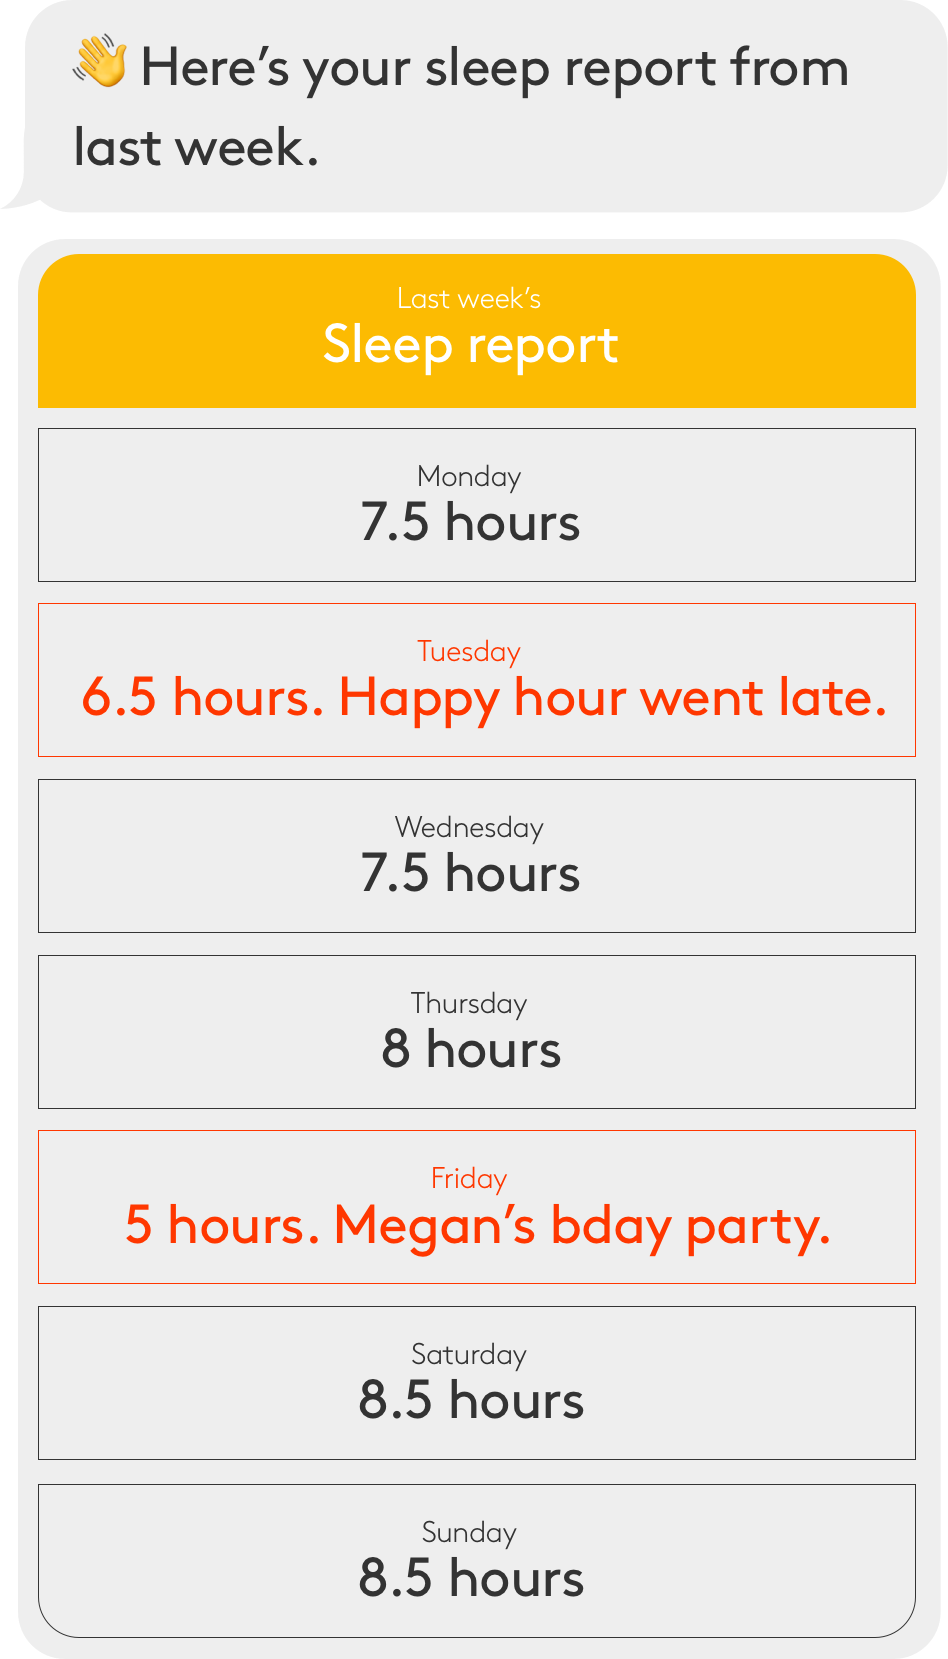 👋 Here’s your sleep report from
last week.
Last week’s
Sleep report
Monday
7.5 hours
Tuesday
6.5 hours. Happy hour went late.
Wednesday
7.5 hours
Thursday
8 hours
Friday
5 hours. Megan’s bday party.
Saturday
8.5 hours
Sunday
8.5 hours